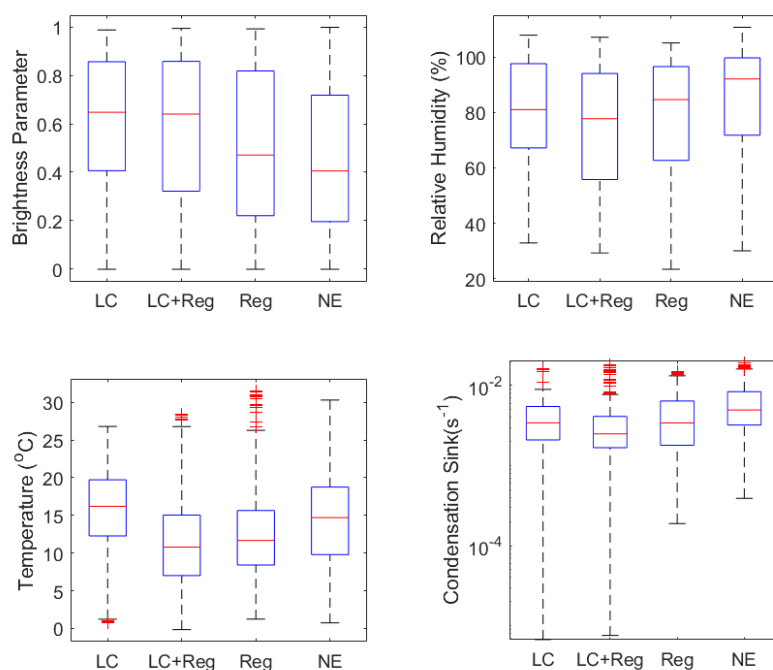 Brightness Parameter
1
0.8
0.6
0.4
0.2
0
LC LC+Reg Reg NE
Relative Humidity (%)
100
80
60
40
20
LC LC+Reg Reg NE
Temperature (°C)
30
25
20
15
10
5
0
LC LC+Reg Reg NE
Condensation Sink(s⁻¹)
10⁻²
10⁻⁴
LC LC+Reg Reg NE